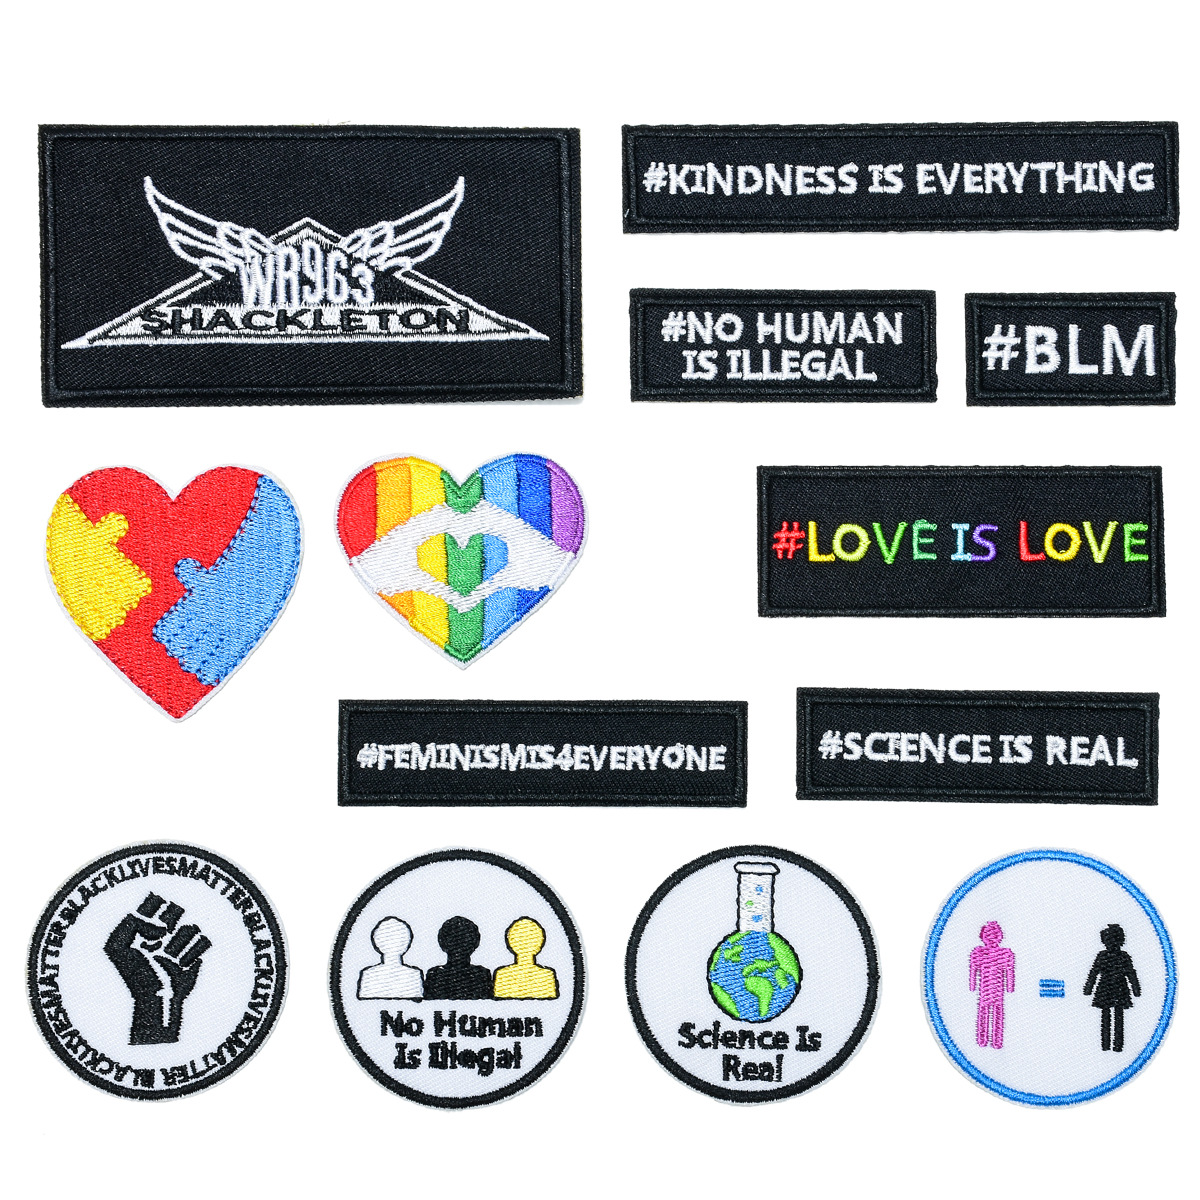 WR963
SHACKLETON
#KINDNESS IS EVERYTHING
#NO HUMAN
IS ILLEGAL
#BLM
#LOVE IS LOVE
#FEMINISMIS4EVERYONE
#SCIENCE IS REAL
BLACKLIVESMATTER BLACKLIVESMATTER BLACKLIVESMATTER
No Human
Is Illegal
Science Is
Real